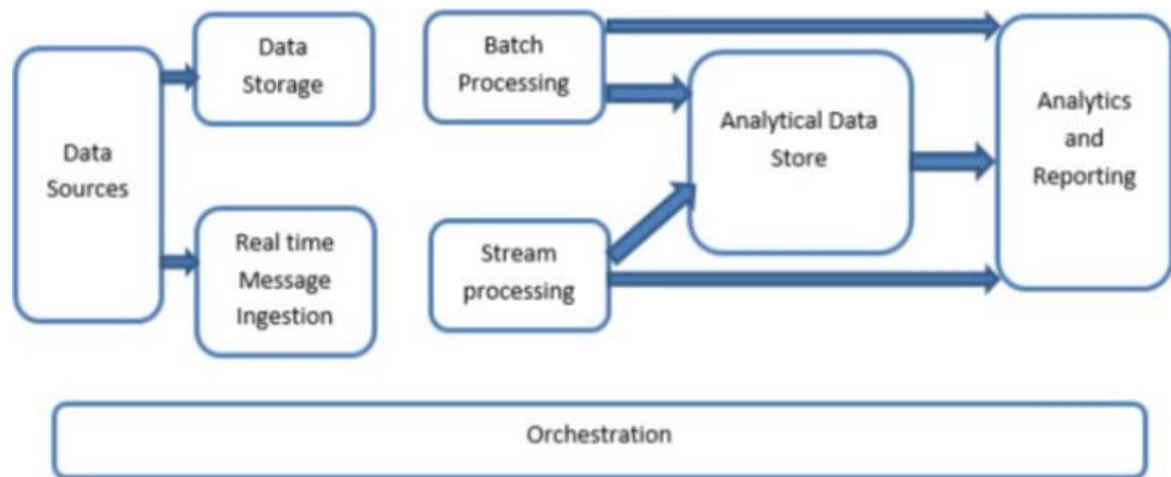 Data
Sources
Data
Storage
Real time
Message
Ingestion
Batch
Processing
Stream
processing
Analytical Data
Store
Analytics
and
Reporting
Orchestration